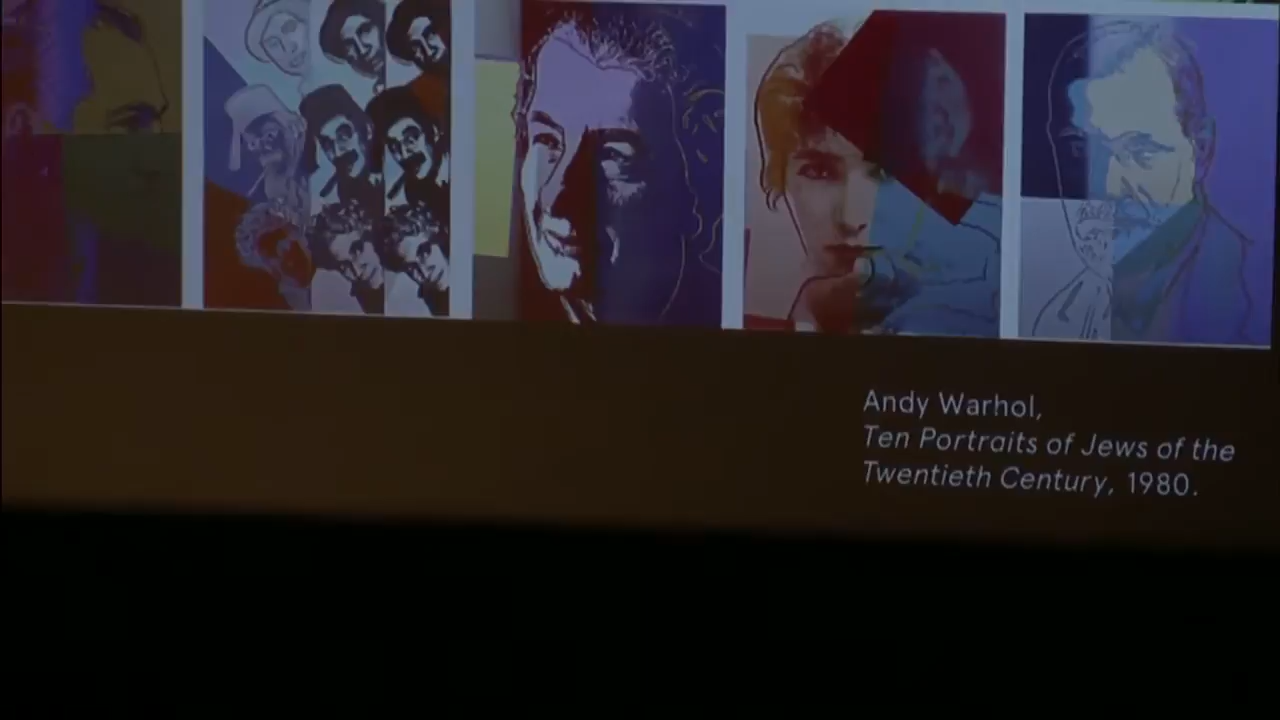 Andy Warhol,
Ten Portraits of Jews of the
Twentieth Century, 1980.